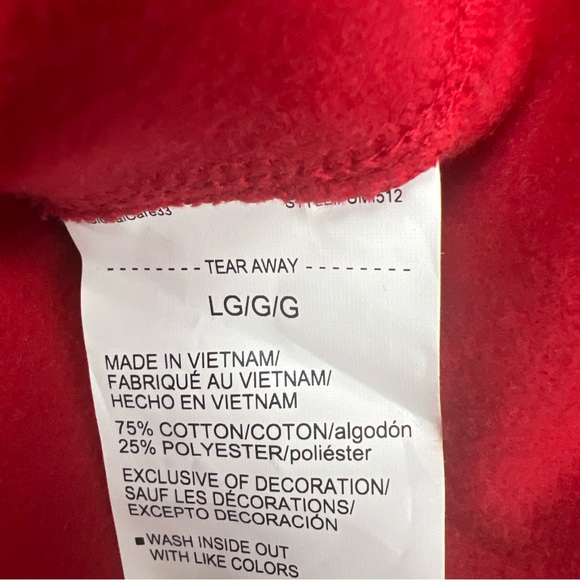 512
TEAR AWAY
LG/G/G
MADE IN VIETNAM/
FABRIQUÉ AU VIETNAM/
HECHO EN VIETNAM
75% COTTON/COTON/algodón
25% POLYESTER/poliéster
EXCLUSIVE OF DECORATION/
SAUF LES DÉCORATIONS/
EXCEPTO DECORACIÓN
WASH INSIDE OUT
WITH LIKE COLORS